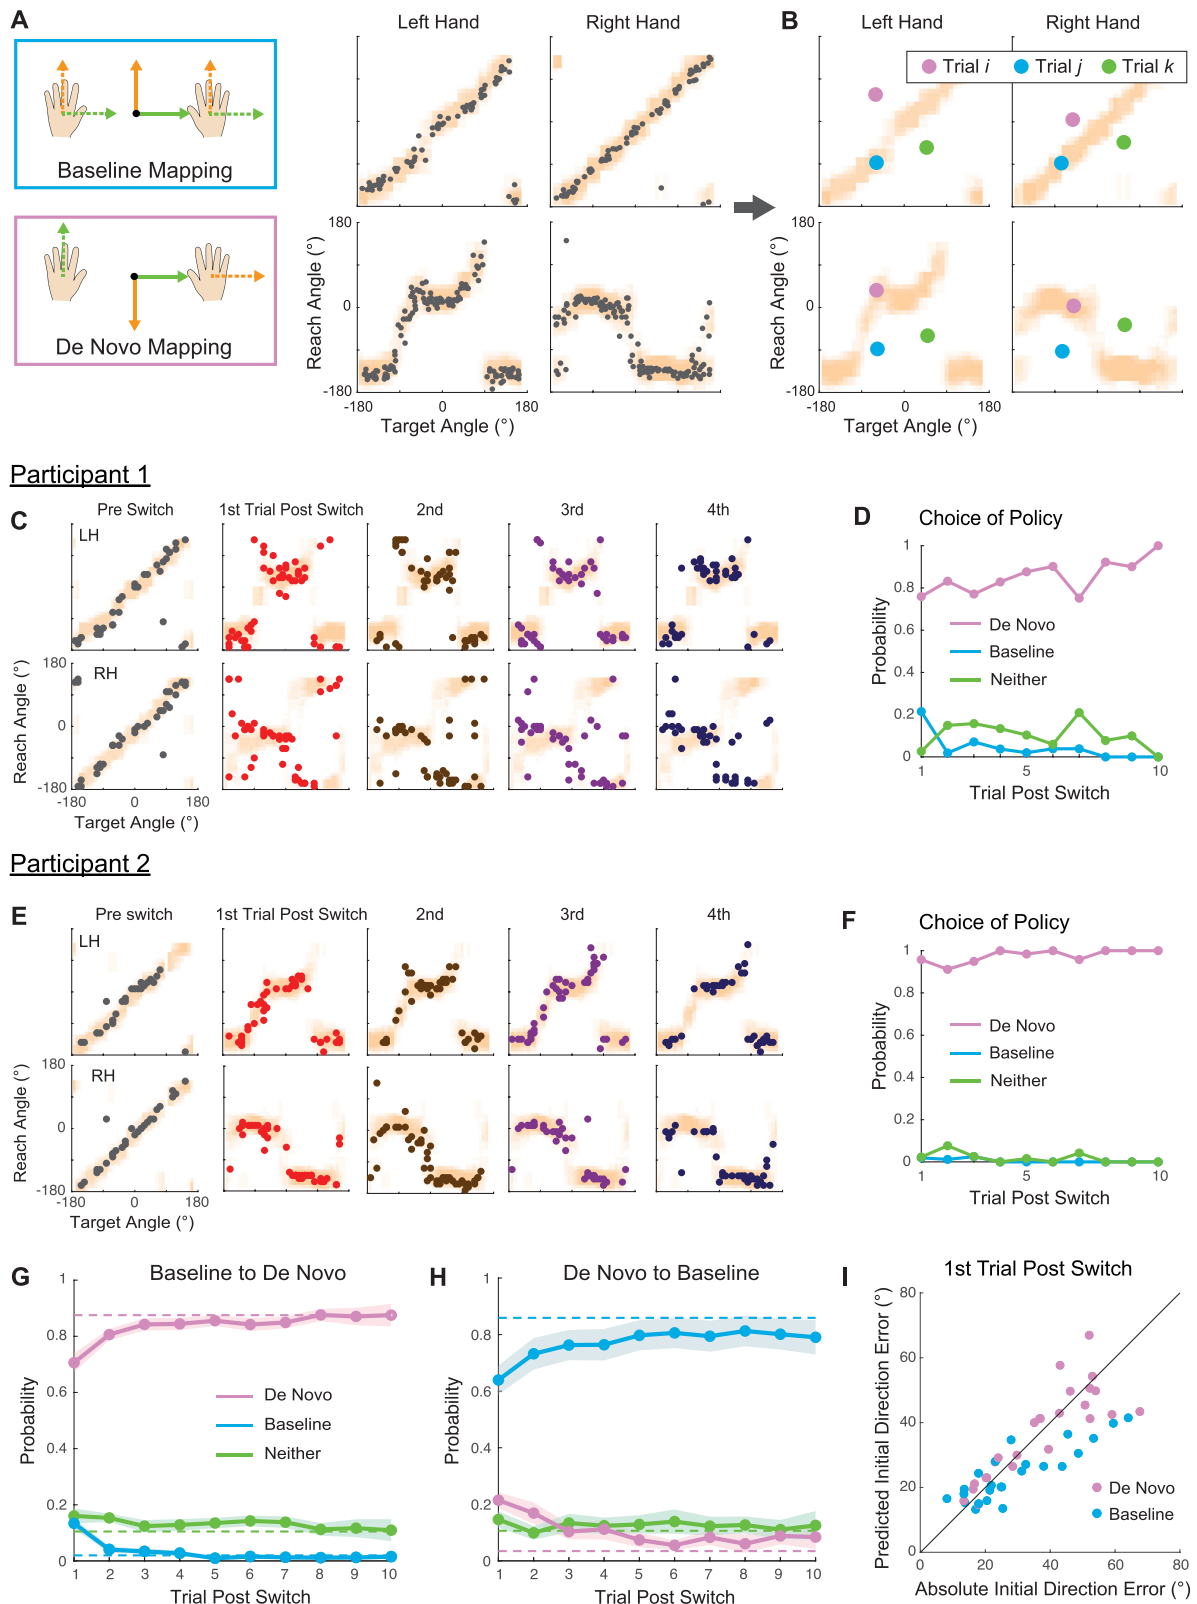 A
Left Hand
Right Hand
B
Left Hand
Right Hand
Trial i
Trial j
Trial k
Baseline Mapping
De Novo Mapping
Reach Angle (°)
180
0
-180
-180
0
180
Target Angle (°)
-180
0
180
Target Angle (°)
Participant 1
C
Pre Switch
1st Trial Post Switch
2nd
3rd
4th
LH
RH
Reach Angle (°)
180
0
-180
-180
0
180
Target Angle (°)
D
Choice of Policy
Probability
1
0.8
0.6
0.4
0.2
0
De Novo
Baseline
Neither
1
5
10
Trial Post Switch
Participant 2
E
Pre switch
1st Trial Post Switch
2nd
3rd
4th
LH
RH
Reach Angle (°)
180
0
-180
-180
0
180
Target Angle (°)
F
Choice of Policy
Probability
1
0.8
0.6
0.4
0.2
0
De Novo
Baseline
Neither
1
5
10
Trial Post Switch
G
Baseline to De Novo
Probability
1
0.8
0.6
0.4
0.2
0
De Novo
Baseline
Neither
1 2 3 4 5 6 7 8 9 10
Trial Post Switch
H
De Novo to Baseline
Probability
1
0.8
0.6
0.4
0.2
0
1 2 3 4 5 6 7 8 9 10
Trial Post Switch
I
1st Trial Post Switch
Predicted Initial Direction Error (°)
80
60
40
20
0
De Novo
Baseline
0 20 40 60 80
Absolute Initial Direction Error (°)